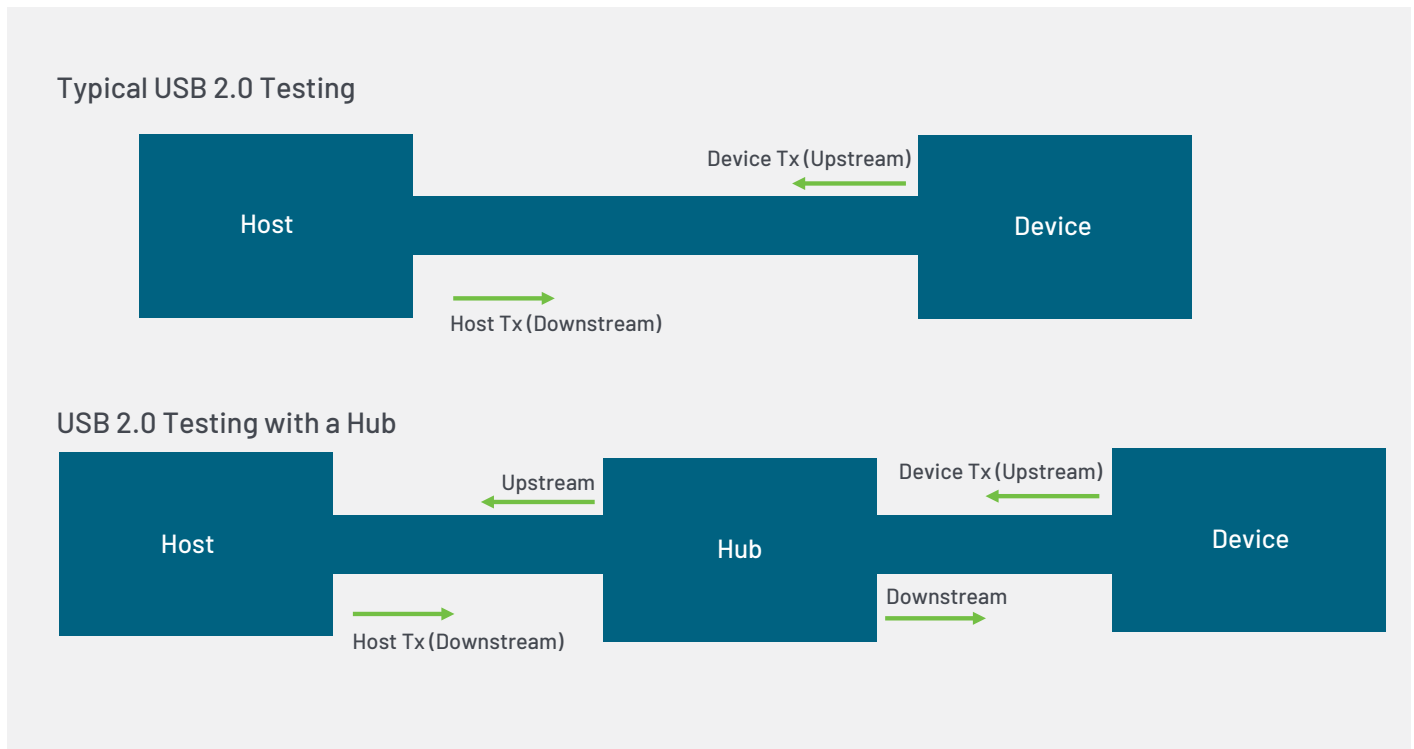 Typical USB 2.0 Testing
Device Tx (Upstream)
Host
Device
Host Tx (Downstream)
USB 2.0 Testing with a Hub
Upstream
Device Tx (Upstream)
Host
Hub
Device
Downstream
Host Tx (Downstream)